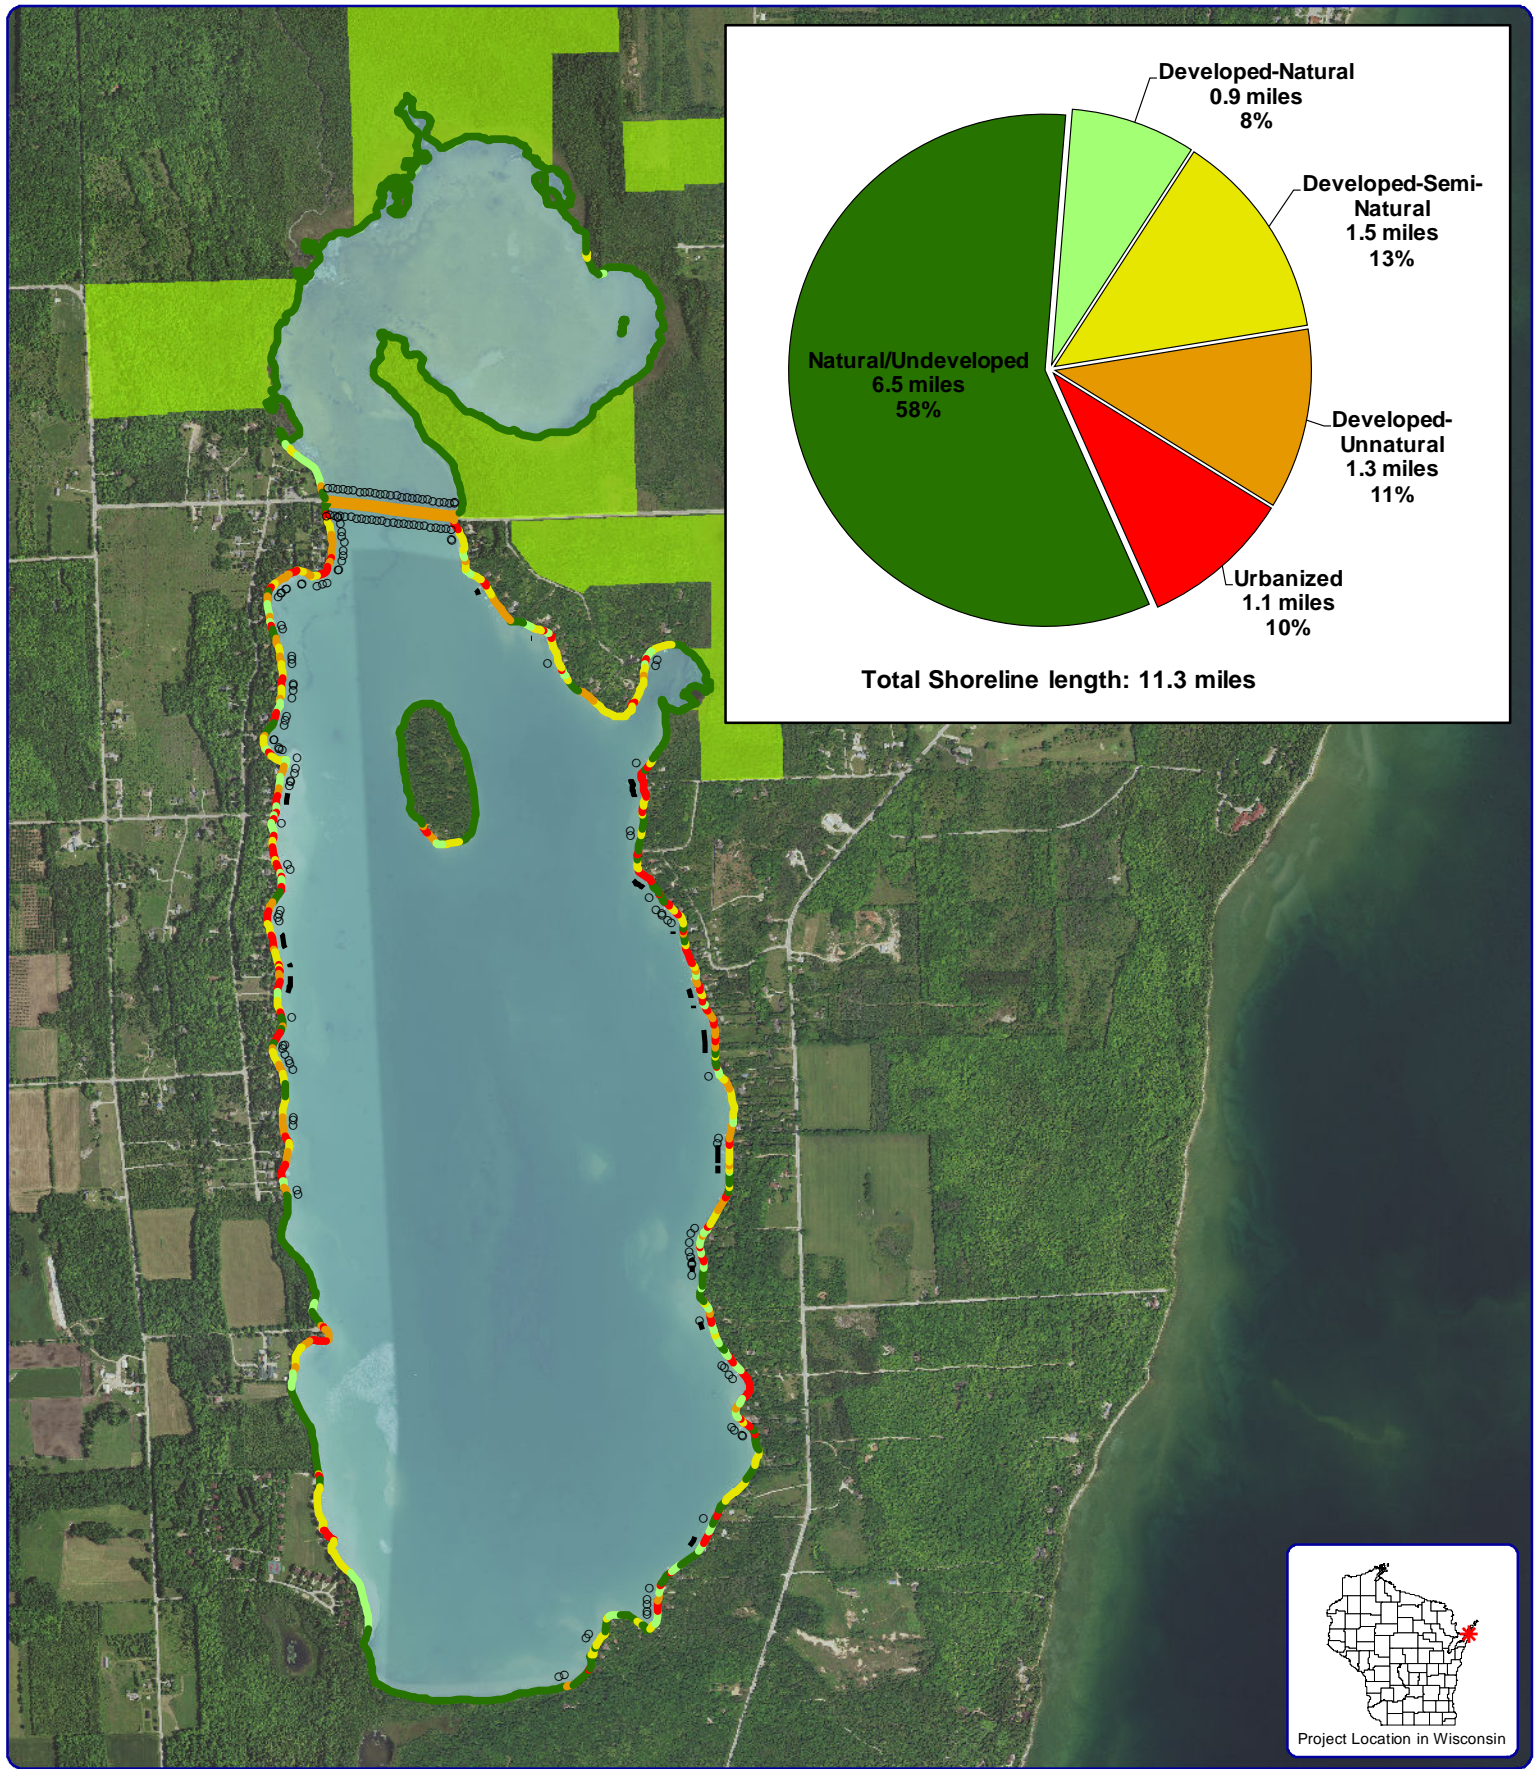 Developed-Natural
0.9 miles
8%
Developed-Semi-
Natural
1.5 miles
13%
Natural/Undeveloped
6.5 miles
58%
Developed-
Unnatural
1.3 miles
11%
Urbanized
1.1 miles
10%
Total Shoreline length: 11.3 miles
Project Location in Wisconsin